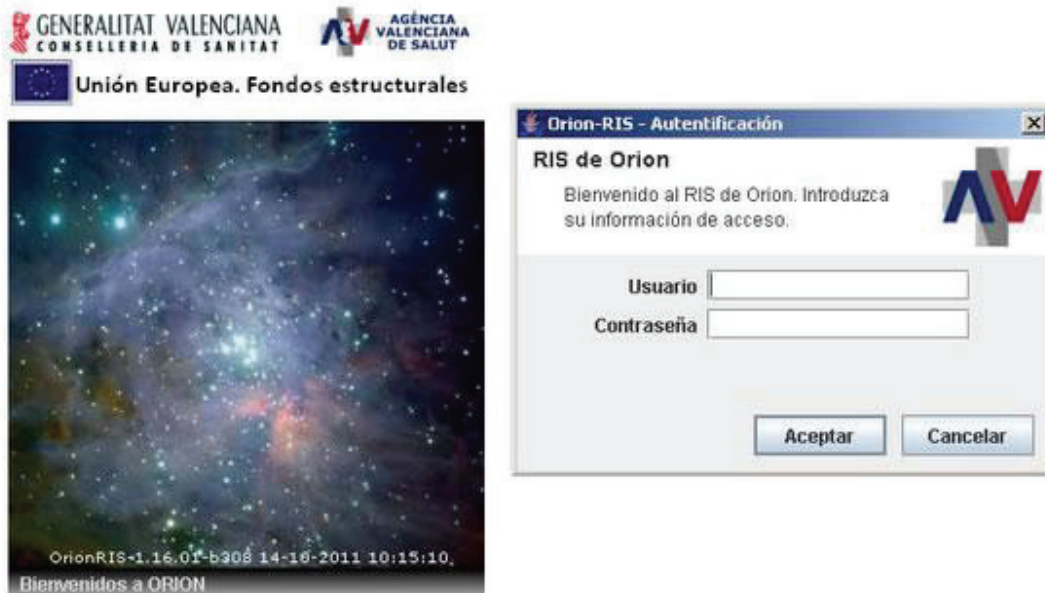 GENERALITAT VALENCIANA
CONSELLERIA DE SANITAT
AGÈNCIA
VALENCIANA
DE SALUT
Unión Europea. Fondos estructurales
OrionRIS-1.16.01-b308 14-18-2011 10:15:10.
Bienvenidos a ORION
Orion-RIS - Autentificación
RIS de Orion
Bienvenido al RIS de Orion. Introduzca
su información de acceso.
AV
Usuario
Contraseña
Aceptar
Cancelar